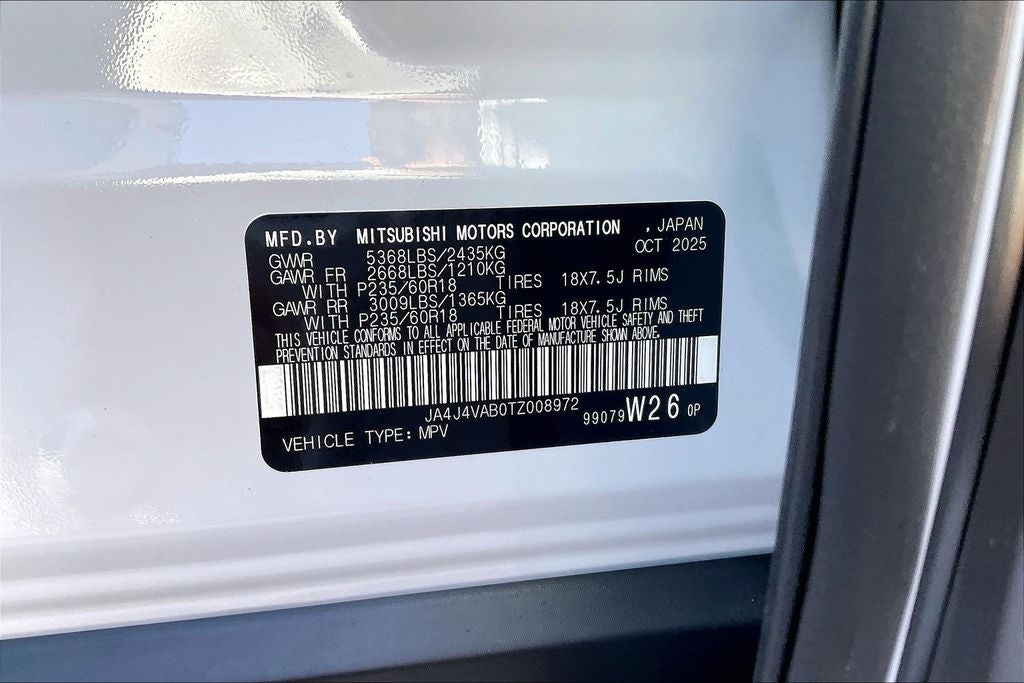 MFD.BY MITSUBISHI MOTORS CORPORATION , JAPAN
OCT 2025
GVWR 5368LBS/2435KG
GAWR FR 2668LBS/1210KG
WITH P235/60R18 TIRES 18X7.5J RIMS
GAWR RR 3009LBS/1365KG
WITH P235/60R18 TIRES 18X7.5J RIMS
THIS VEHICLE CONFORMS TO ALL APPLICABLE FEDERAL MOTOR VEHICLE SAFETY AND THEFT
PREVENTION STANDARDS IN EFFECT ON THE DATE OF MANUFACTURE SHOWN ABOVE.
JA4J4VAB0TZ008972
99079 W26 0P
VEHICLE TYPE: MPV